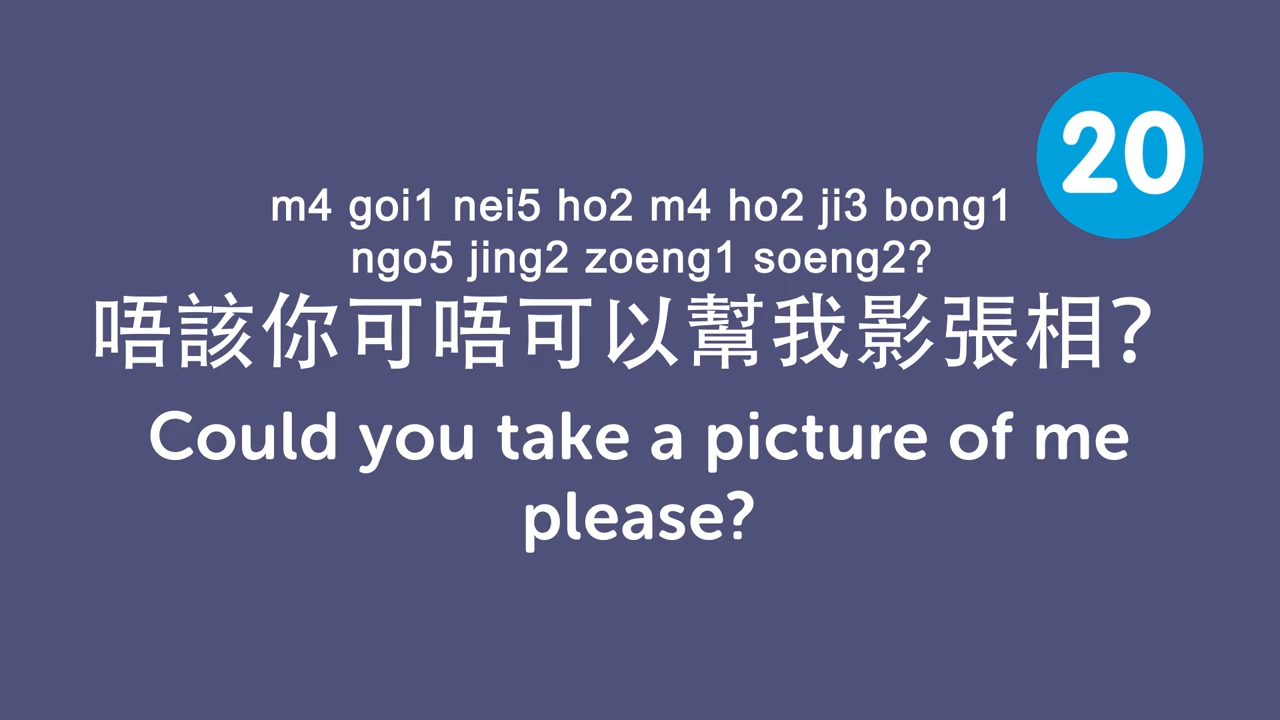 20
m4 goi1 nei5 ho2 m4 ho2 ji3 bong1
ngo5 jing2 zoeng1 soeng2?
唔該你可唔可以幫我影張相?
Could you take a picture of me
please?